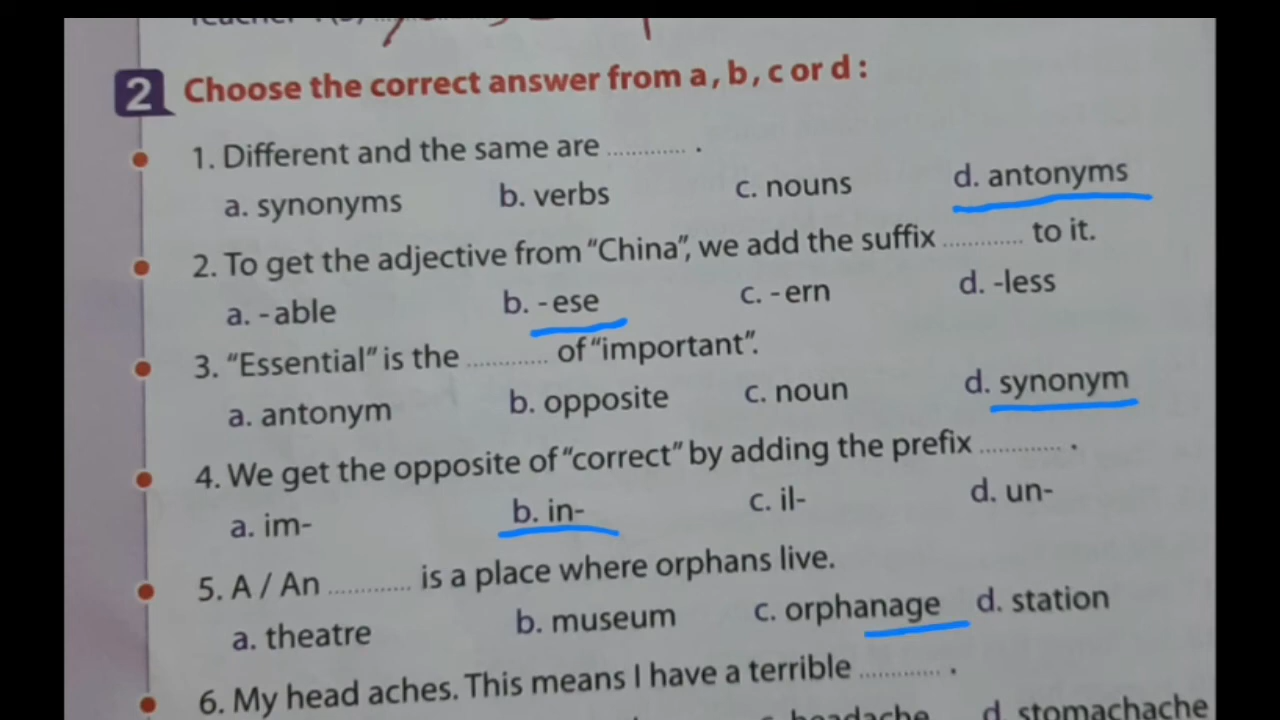 2 Choose the correct answer from a, b, c or d :
1. Different and the same are ............ .
a. synonyms b. verbs c. nouns d. antonyms
2. To get the adjective from "China", we add the suffix ............ to it.
a. -able b. -ese c. -ern d. -less
3. "Essential" is the ............ of "important".
a. antonym b. opposite c. noun d. synonym
4. We get the opposite of "correct" by adding the prefix ............ .
a. im- b. in- c. il- d. un-
5. A / An ............ is a place where orphans live.
a. theatre b. museum c. orphanage d. station
6. My head aches. This means I have a terrible ............ .
c. headache d. stomachache